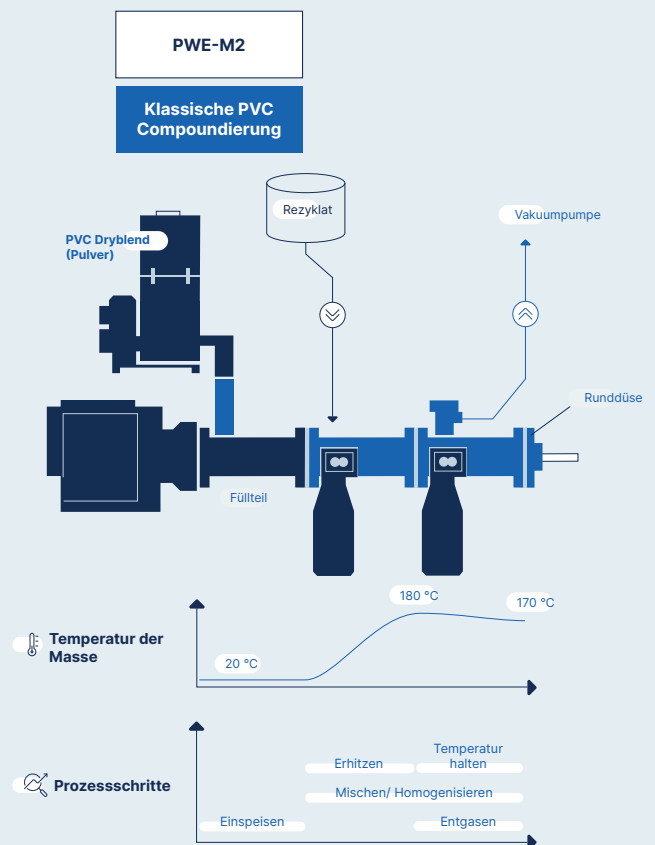 PWE-M2
Klassische PVC
Compoundierung
Rezyklat
Vakuumpumpe
PVC Dryblend
(Pulver)
Runddüse
Füllteil
180 °C
170 °C
20 °C
Temperatur der
Masse
Temperatur
halten
Erhitzen
Prozessschritte
Mischen/ Homogenisieren
Einspeisen
Entgasen